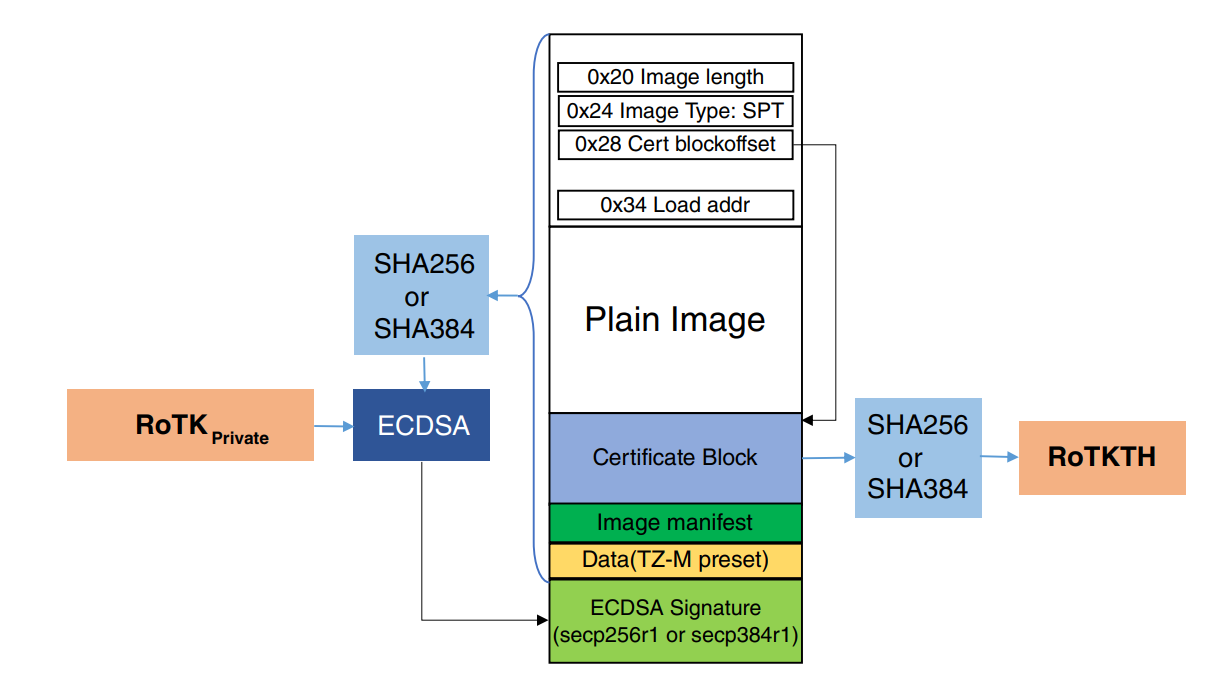 0x20 Image length
0x24 Image Type: SPT
0x28 Cert blockoffset
0x34 Load addr
SHA256
or
SHA384
Plain Image
RoTK Private
ECDSA
Certificate Block
SHA256
or
SHA384
RoTKTH
Image manifest
Data(TZ-M preset)
ECDSA Signature
(secp256r1 or secp384r1)